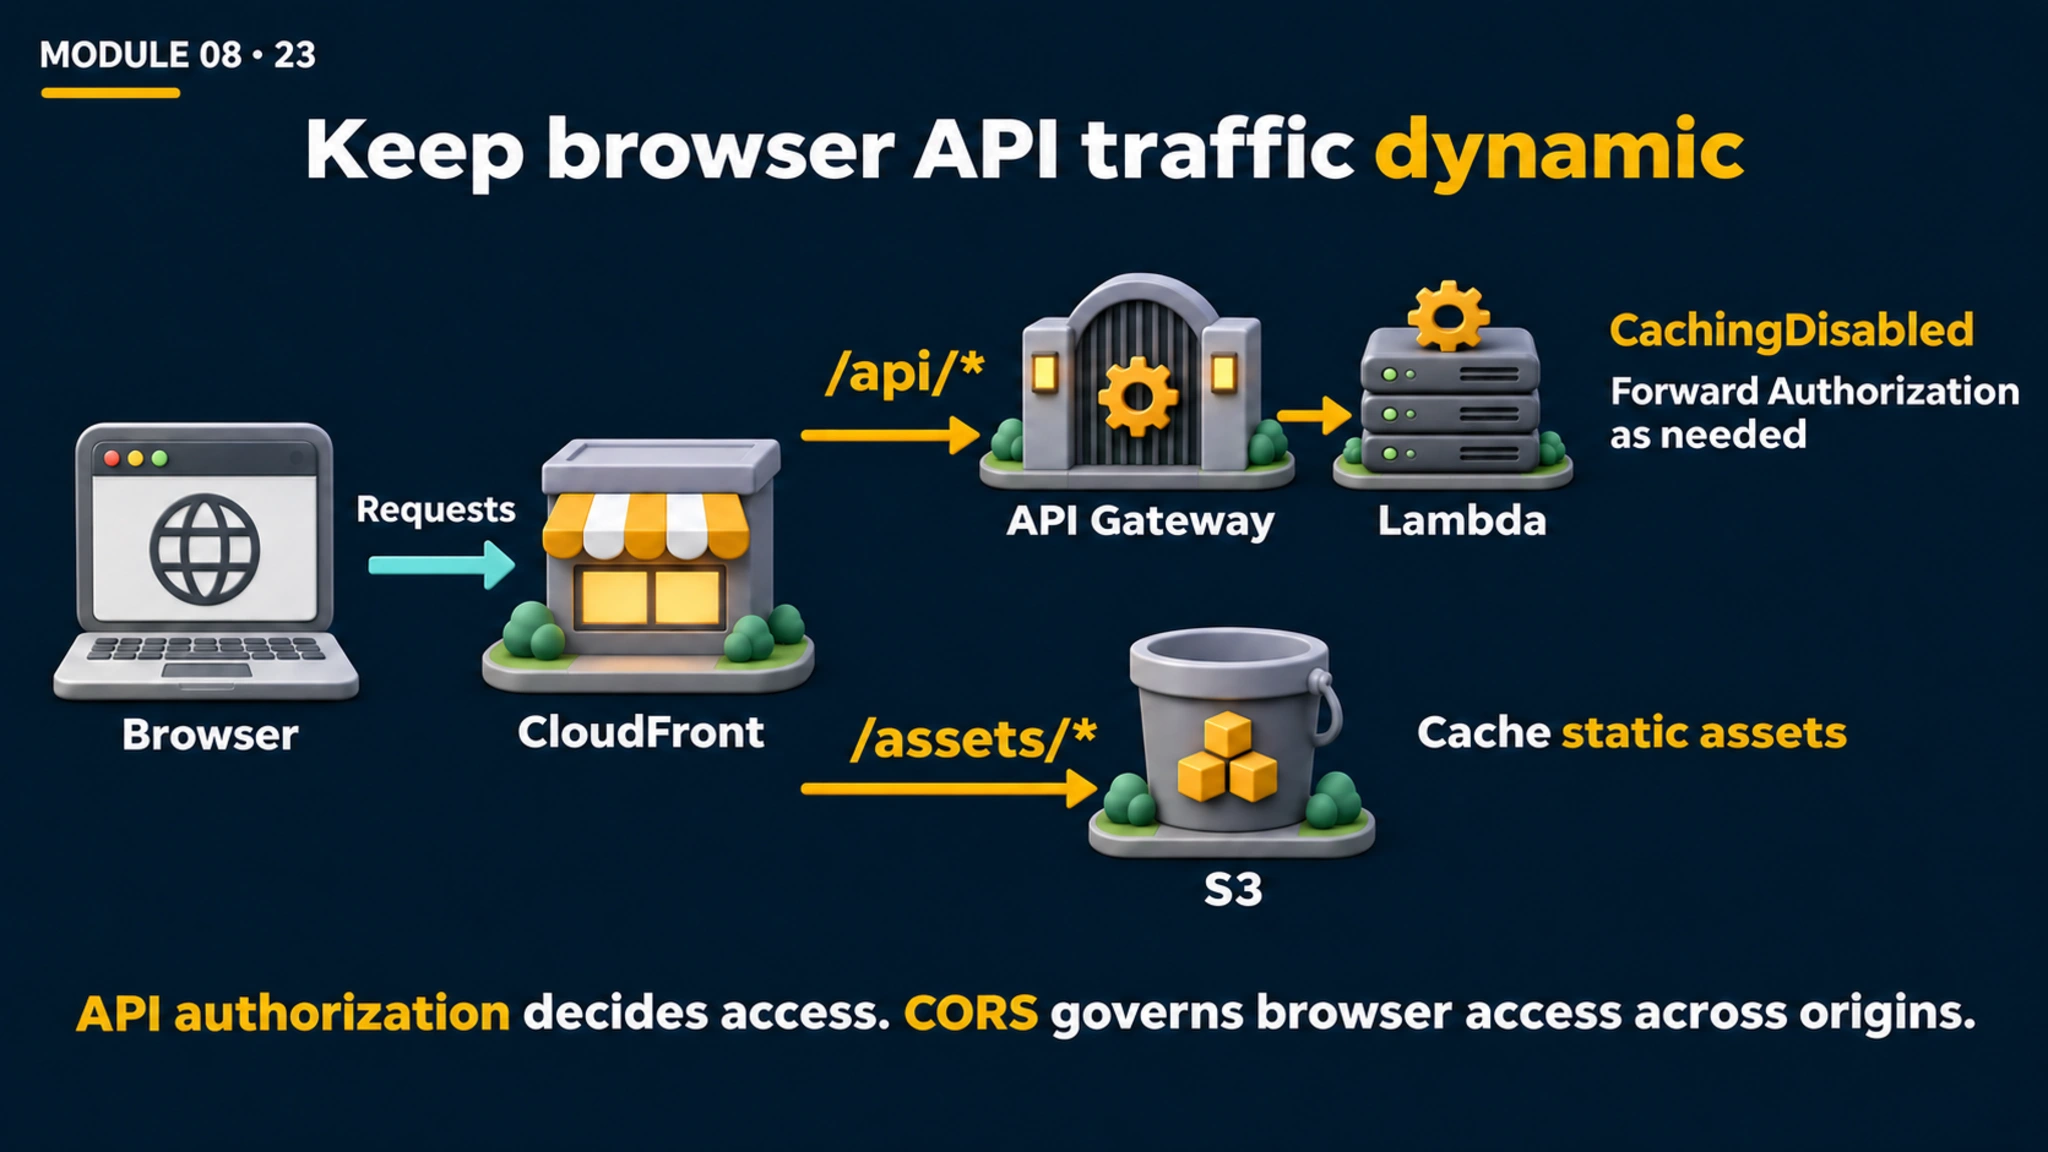 MODULE 08 • 23
Keep browser API traffic dynamic
/api/*
CachingDisabled
Forward Authorization
as needed
Requests
API Gateway
Lambda
Browser
CloudFront
/assets/*
Cache static assets
S3
API authorization decides access. CORS governs browser access across origins.